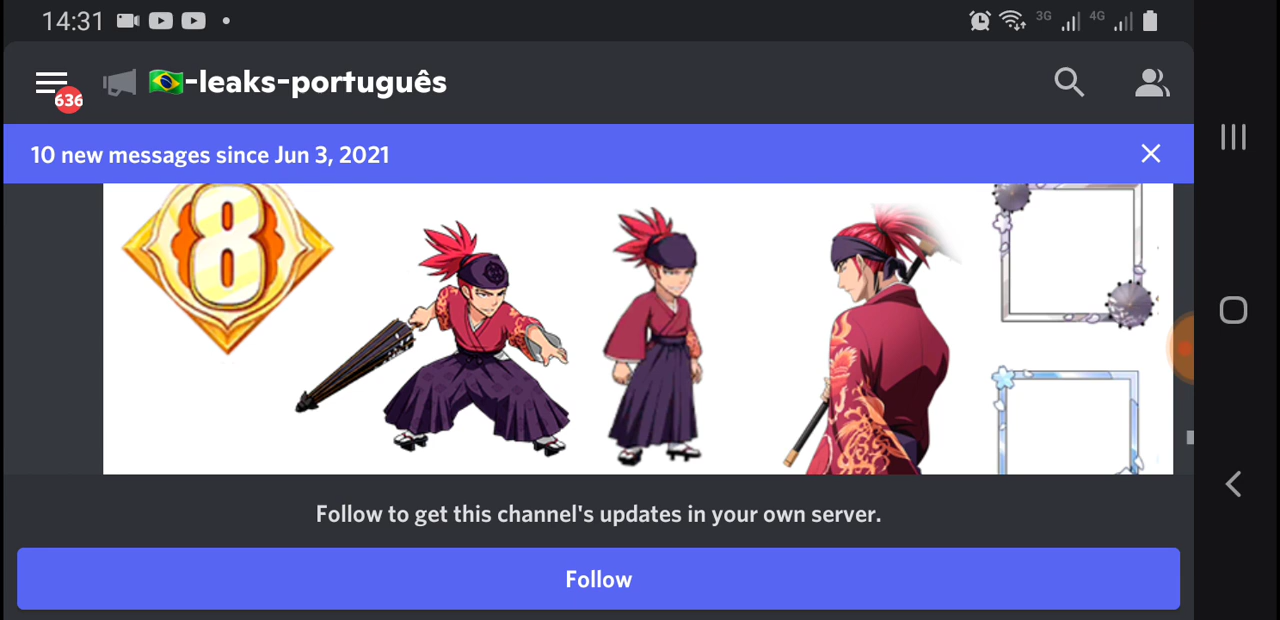 14:31
3G 4G
🇧🇷-leaks-português
636
10 new messages since Jun 3, 2021
8
Follow to get this channel's updates in your own server.
Follow